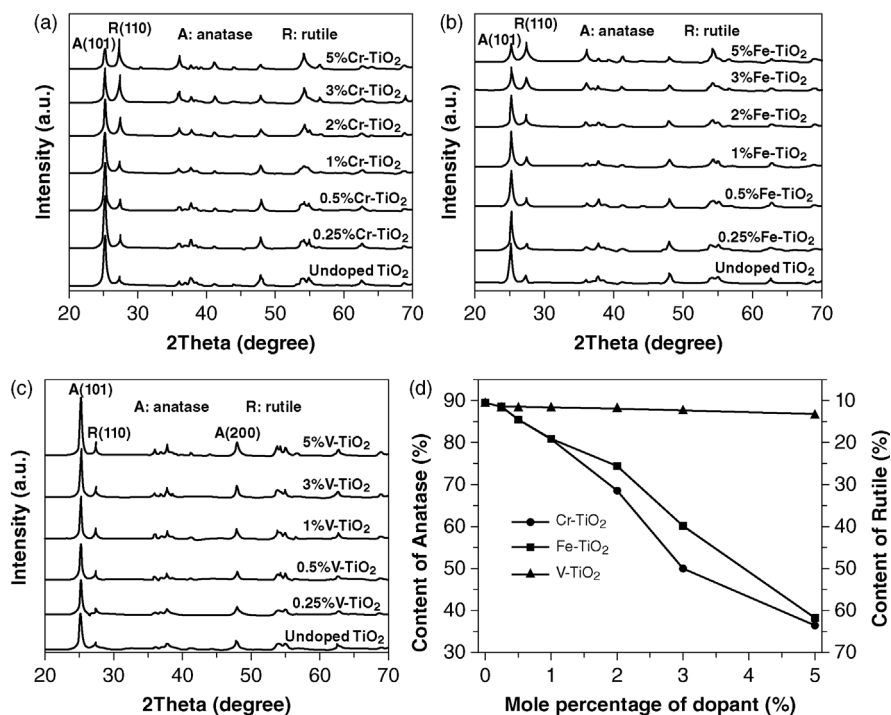 (a)
R(110)
A(101)
A: anatase R: rutile
5%Cr-TiO2
3%Cr-TiO2
2%Cr-TiO2
1%Cr-TiO2
0.5%Cr-TiO2
0.25%Cr-TiO2
Undoped TiO2
Intensity (a.u.)
20 30 40 50 60 70
2Theta (degree)
(b)
R(110)
A(101)
A: anatase R: rutile
5%Fe-TiO2
3%Fe-TiO2
2%Fe-TiO2
1%Fe-TiO2
0.5%Fe-TiO2
0.25%Fe-TiO2
Undoped TiO2
Intensity (a.u.)
20 30 40 50 60 70
2Theta (degree)
(c)
A(101)
A: anatase R: rutile
R(110)
A(200)
5%V-TiO2
3%V-TiO2
1%V-TiO2
0.5%V-TiO2
0.25%V-TiO2
Undoped TiO2
Intensity (a.u.)
20 30 40 50 60 70
2Theta (degree)
(d)
90 10
80 20
70 30
60 40
50 50
40 60
30 70
Content of Anatase (%)
Content of Rutile (%)
Cr-TiO2
Fe-TiO2
V-TiO2
0 1 2 3 4 5
Mole percentage of dopant (%)